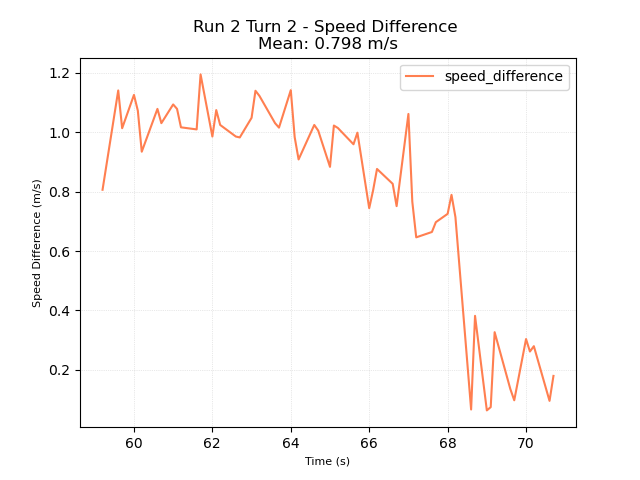 Run 2 Turn 2 - Speed Difference
Mean: 0.798 m/s
speed_difference
1.2
1.0
0.8
0.6
0.4
0.2
Speed Difference (m/s)
60 62 64 66 68 70
Time (s)